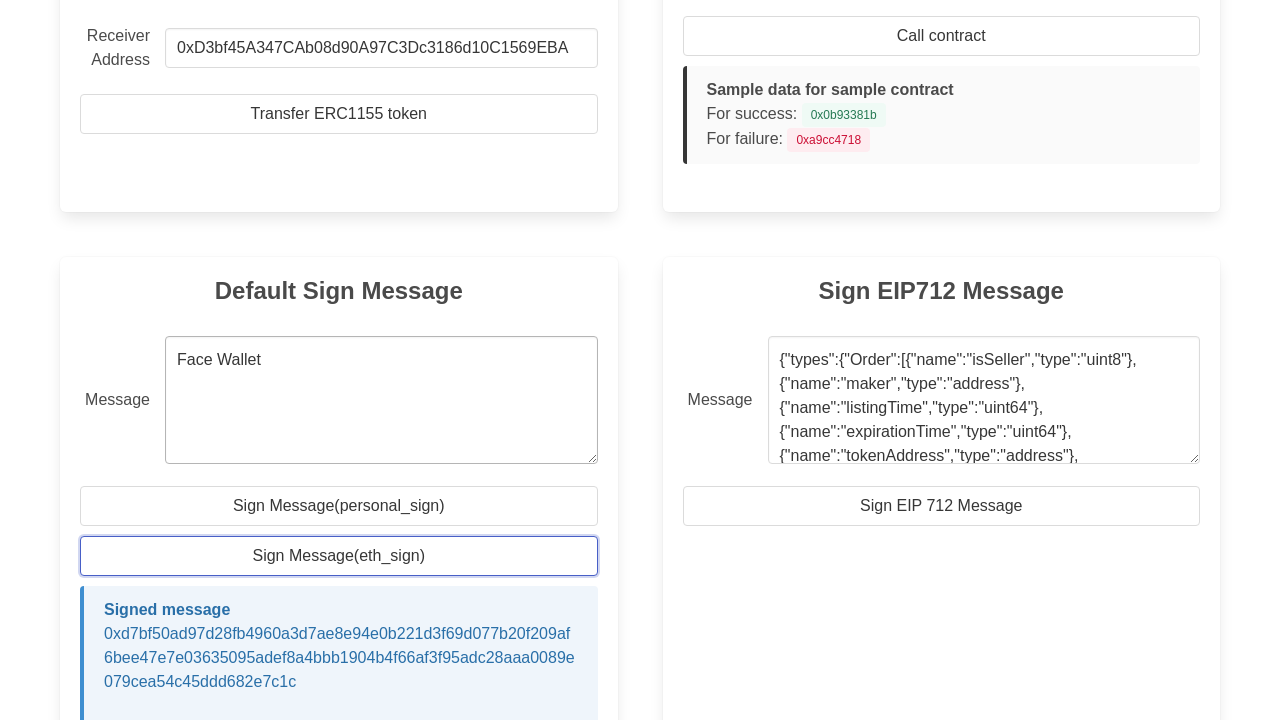 Receiver
Address
0xD3bf45A347CAb08d90A97C3Dc3186d10C1569EBA
Transfer ERC1155 token
Call contract
Sample data for sample contract
For success: 0x0b93381b
For failure: 0xa9cc4718
Default Sign Message
Message
Face Wallet
Sign Message(personal_sign)
Sign Message(eth_sign)
Signed message
0xd7bf50ad97d28fb4960a3d7ae8e94e0b221d3f69d077b20f209af
6bee47e7e03635095adef8a4bbb1904b4f66af3f95adc28aaa0089e
079cea54c45ddd682e7c1c
Sign EIP712 Message
Message
{"types":{"Order":[{"name":"isSeller","type":"uint8"},
{"name":"maker","type":"address"},
{"name":"listingTime","type":"uint64"},
{"name":"expirationTime","type":"uint64"},
{"name":"tokenAddress","type":"address"},
Sign EIP 712 Message